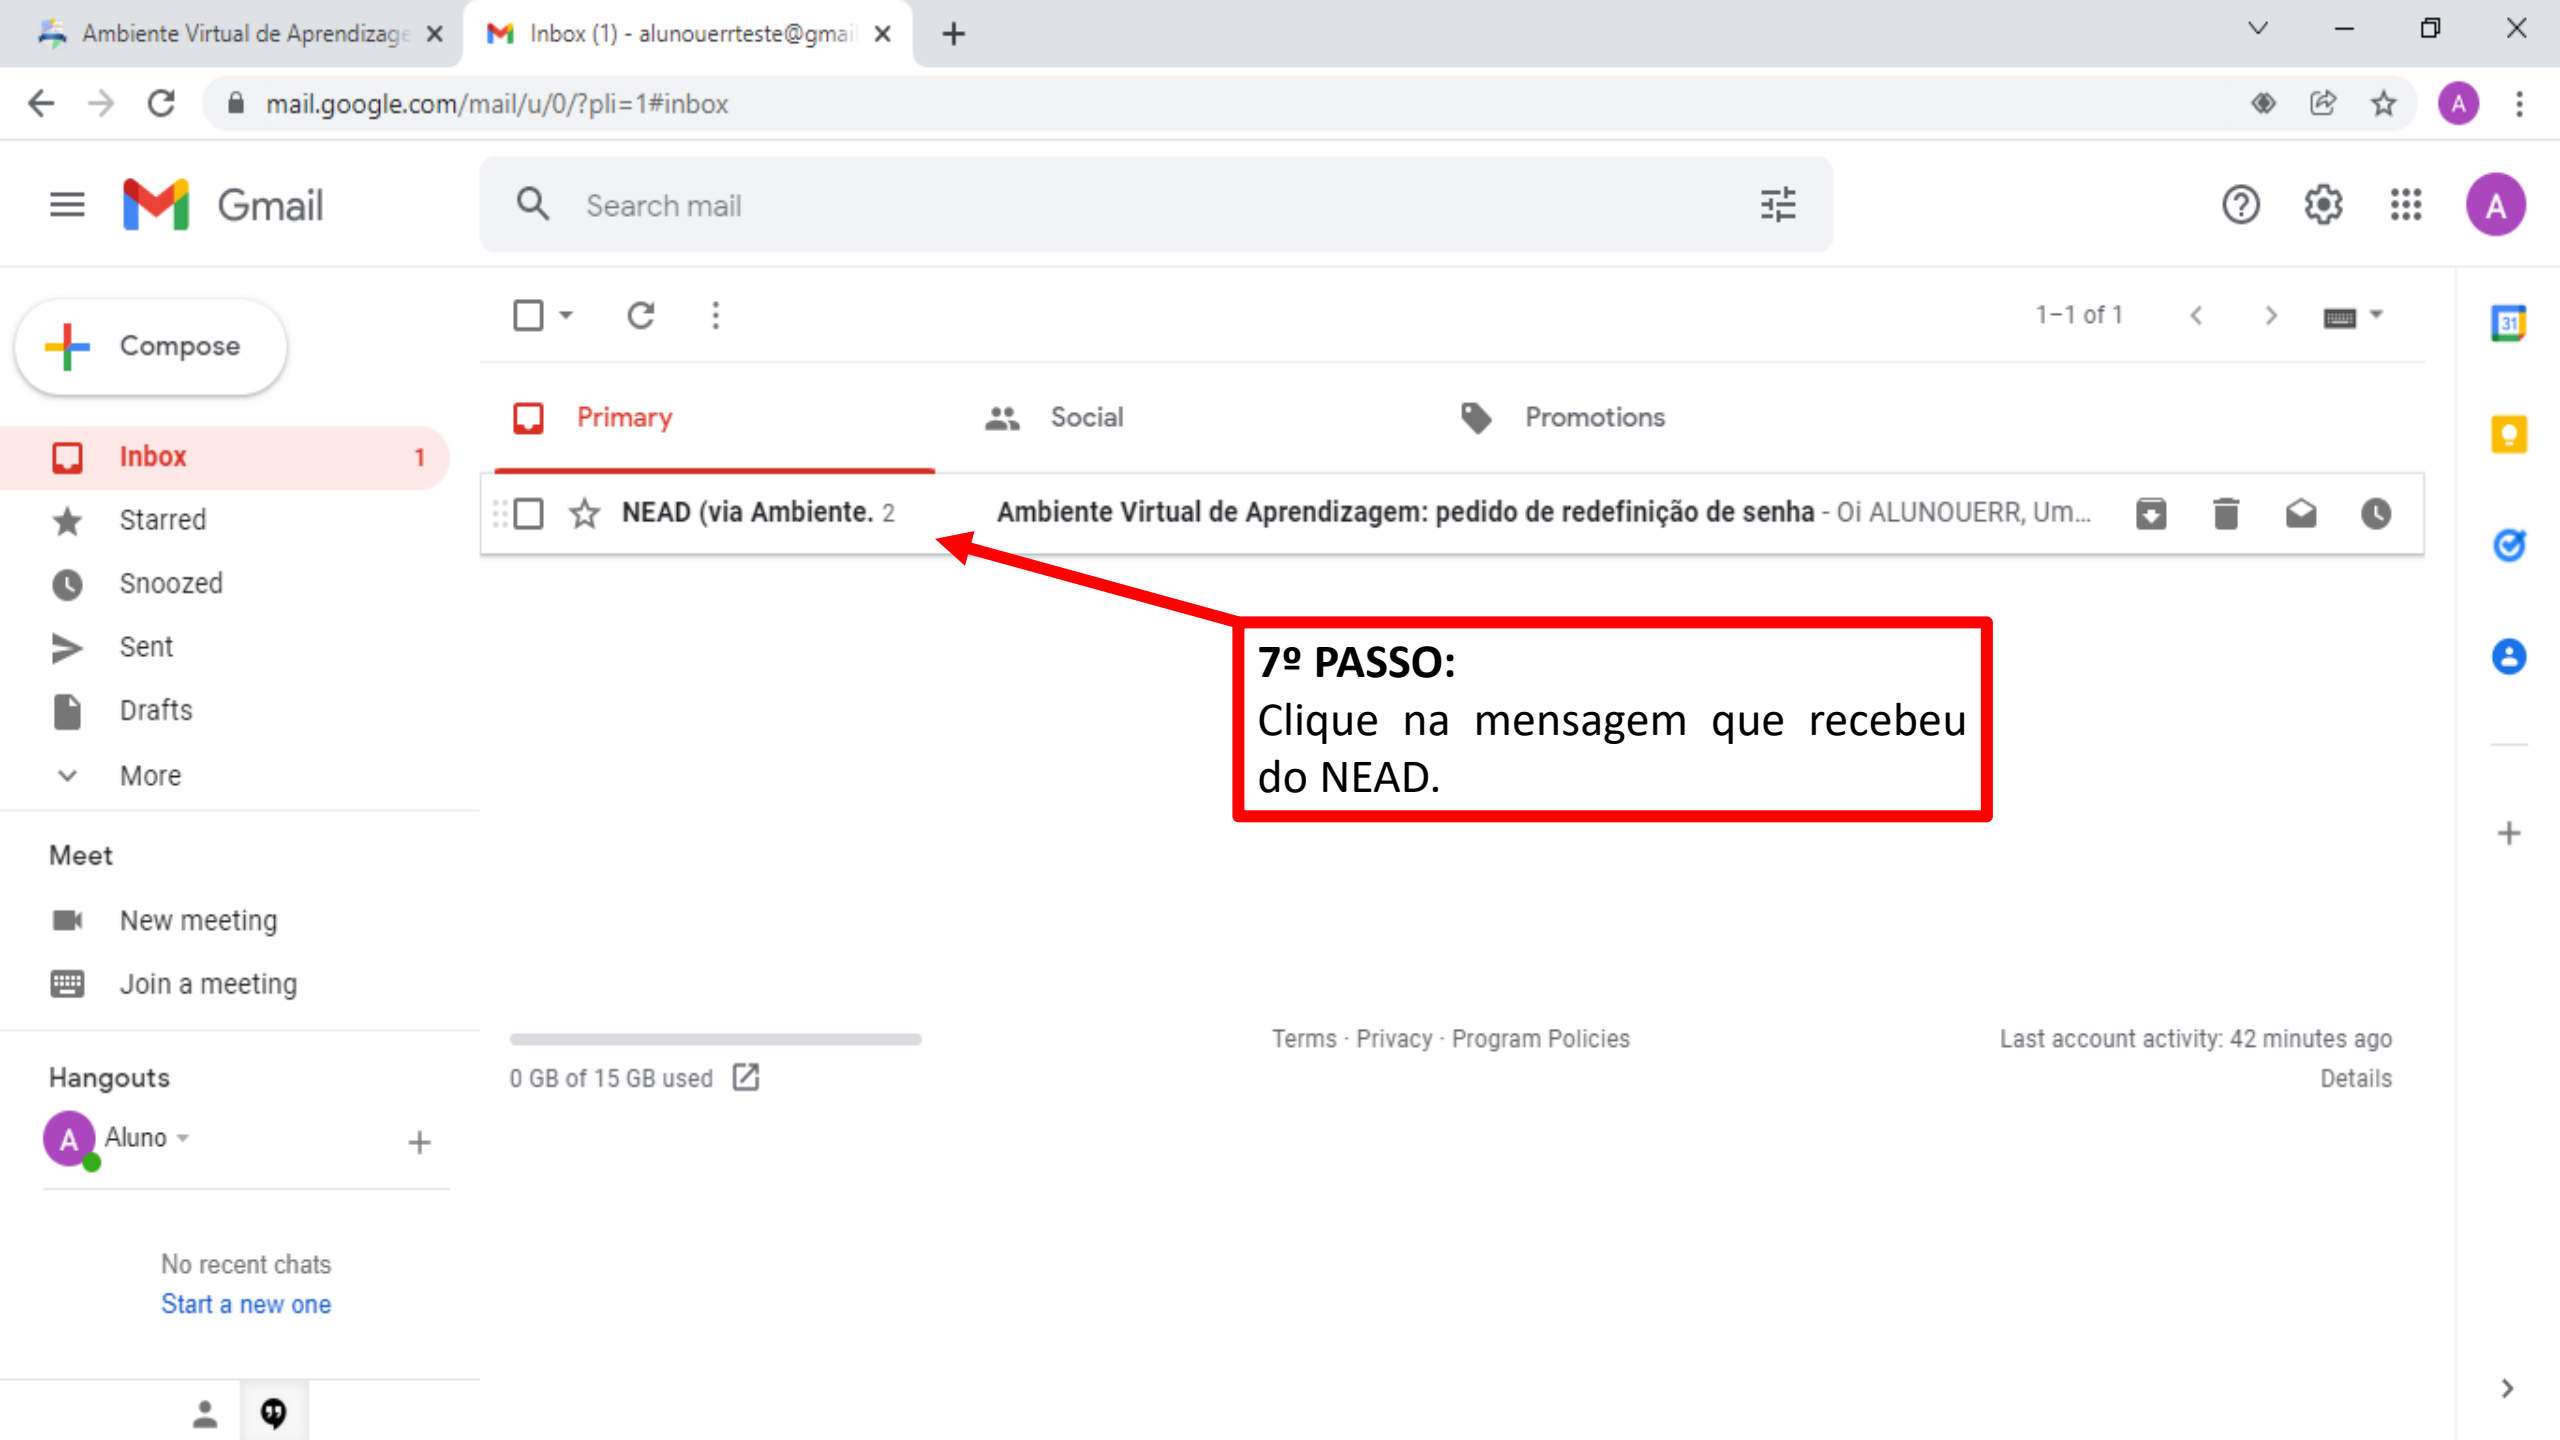 Ambiente Virtual de Aprendizage
Inbox (1) - alunouerrteste@gmai
mail.google.com/mail/u/0/?pli=1#inbox
A
Gmail
Search mail
A
Compose
1–1 of 1
31
Primary
Social
Promotions
Inbox 1
NEAD (via Ambiente. 2
Ambiente Virtual de Aprendizagem: pedido de redefinição de senha - Oi ALUNOUERR, Um...
Starred
Snoozed
Sent
Drafts
More
7º PASSO:
Clique na mensagem que recebeu
do NEAD.
Meet
New meeting
Join a meeting
Hangouts
A Aluno
No recent chats
Start a new one
0 GB of 15 GB used
Terms · Privacy · Program Policies
Last account activity: 42 minutes ago
Details